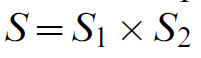 S = S₁ × S₂